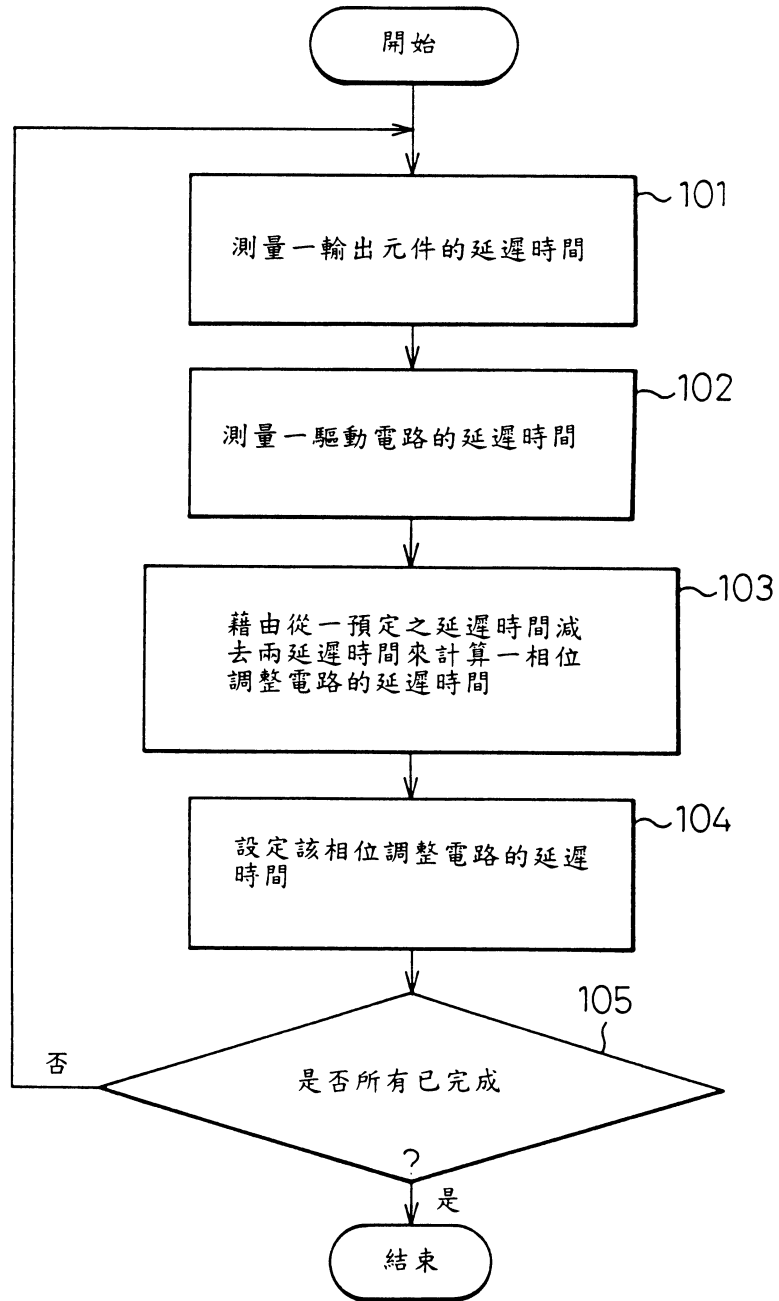 開始
101
測量一輸出元件的延遲時間
102
測量一驅動電路的延遲時間
103
藉由從一預定之延遲時間減
去兩延遲時間來計算一相位
調整電路的延遲時間
104
設定該相位調整電路的延遲
時間
105
否
是否所有已完成
?
是
結束